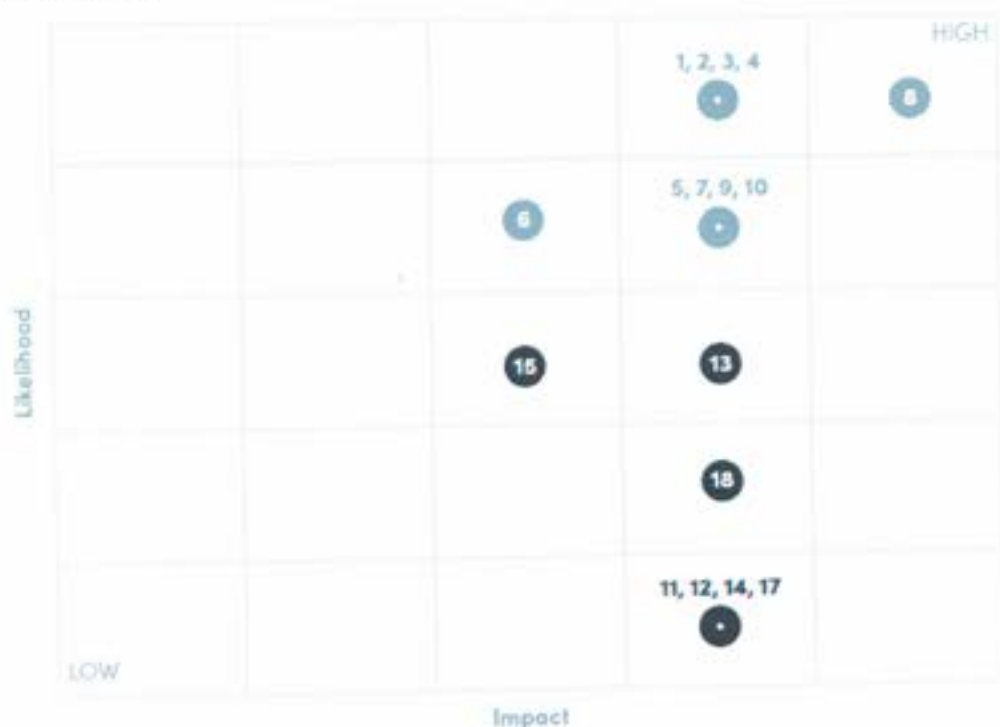 HIGH
1, 2, 3, 4
8
5, 7, 9, 10
6
Likelihood
15
13
18
11, 12, 14, 17
LOW
Impact